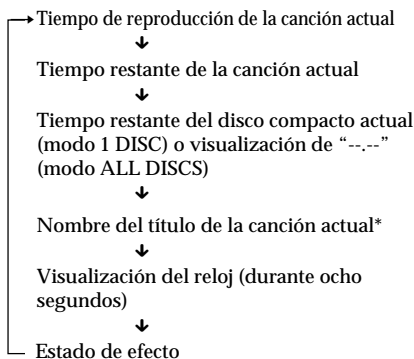 Tiempo de reproducción de la canción actual
Tiempo restante de la canción actual
Tiempo restante del disco compacto actual
(modo 1 DISC) o visualización de “--.--”
(modo ALL DISCS)
Nombre del título de la canción actual*
Visualización del reloj (durante ocho
segundos)
Estado de efecto